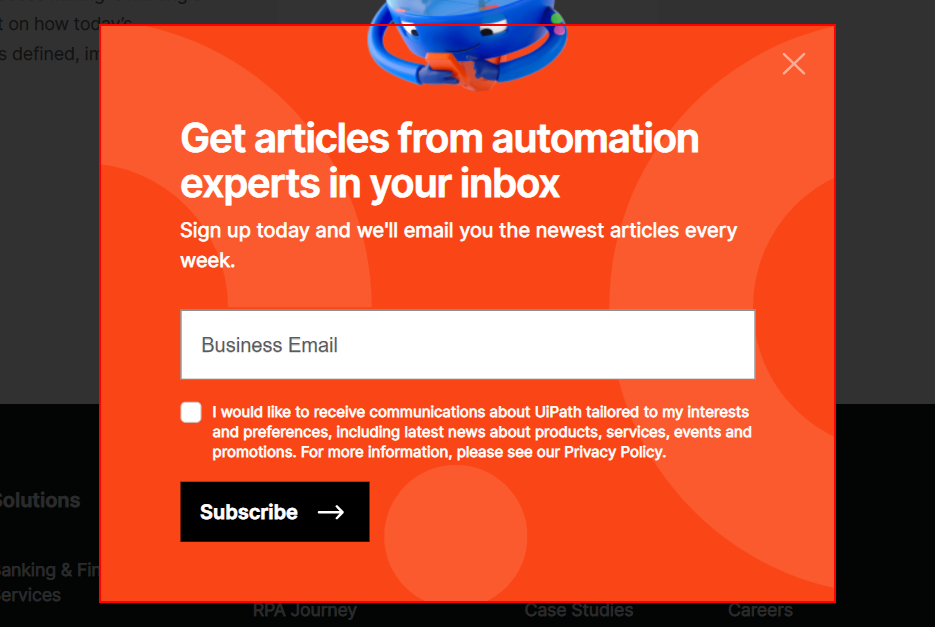 t on how today's
s defined, im
Get articles from automation
experts in your inbox
Sign up today and we'll email you the newest articles every
week.
Business Email
I would like to receive communications about UiPath tailored to my interests
and preferences, including latest news about products, services, events and
promotions. For more information, please see our Privacy Policy.
Subscribe
Solutions
Banking & Fin
Services
RPA Journey
Case Studies
Careers